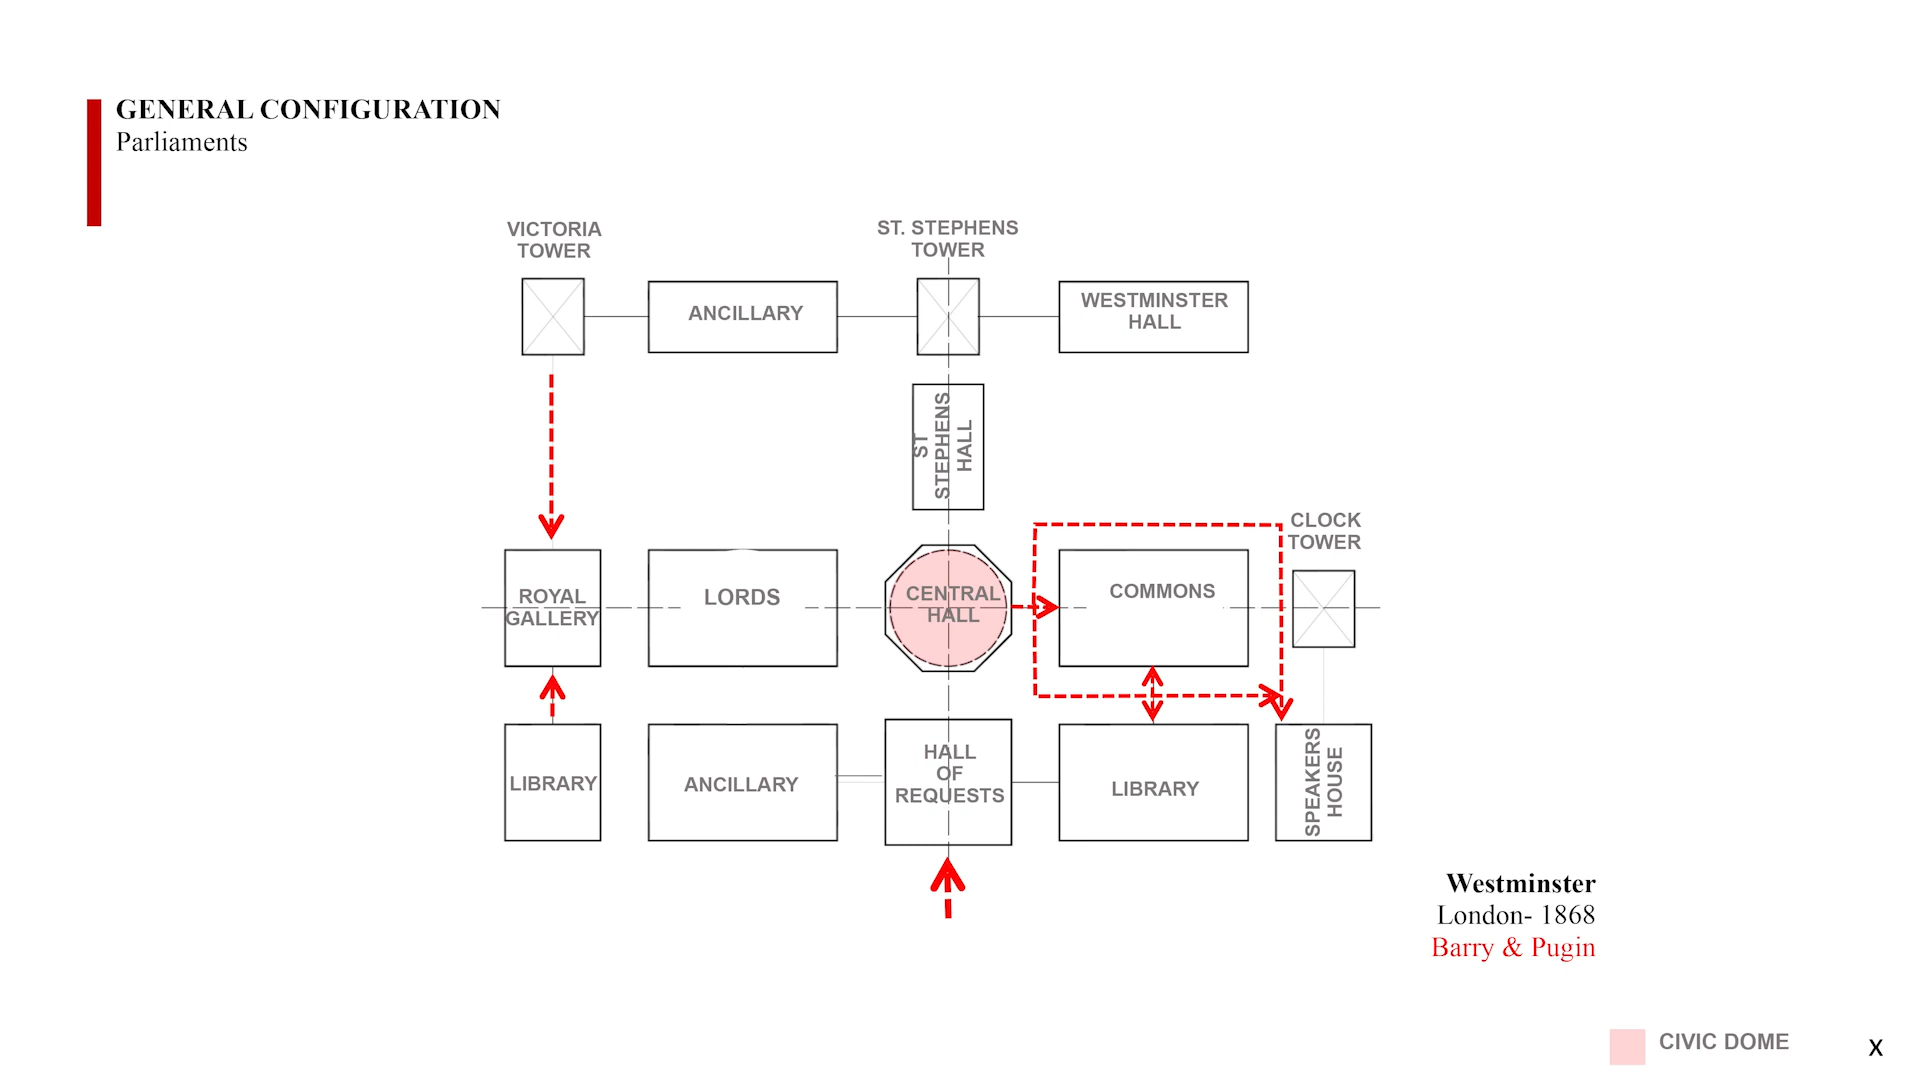 GENERAL CONFIGURATION
Parliaments
VICTORIA
TOWER
ST. STEPHENS
TOWER
ANCILLARY
WESTMINSTER
HALL
ST
STEPHENS
HALL
CLOCK
TOWER
ROYAL
GALLERY
LORDS
CENTRAL
HALL
COMMONS
LIBRARY
ANCILLARY
HALL
OF
REQUESTS
LIBRARY
SPEAKERS
HOUSE
Westminster
London- 1868
Barry & Pugin
CIVIC DOME
X